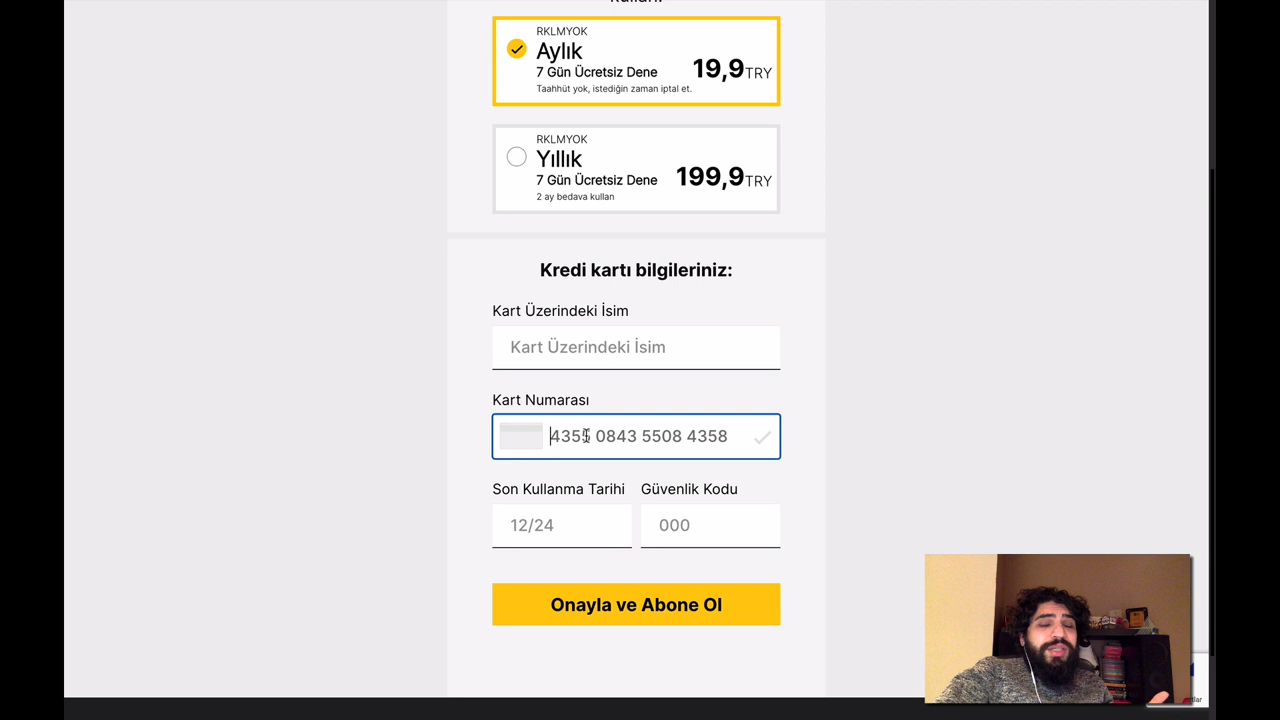 RKLMYOK
Aylık
7 Gün Ücretsiz Dene
19,9TRY
Taahhüt yok, istediğin zaman iptal et.
RKLMYOK
Yıllık
7 Gün Ücretsiz Dene
199,9TRY
2 ay bedava kullan
Kredi kartı bilgileriniz:
Kart Üzerindeki İsim
Kart Üzerindeki İsim
Kart Numarası
4355 0843 5508 4358
Son Kullanma Tarihi Güvenlik Kodu
12/24 000
Onayla ve Abone Ol